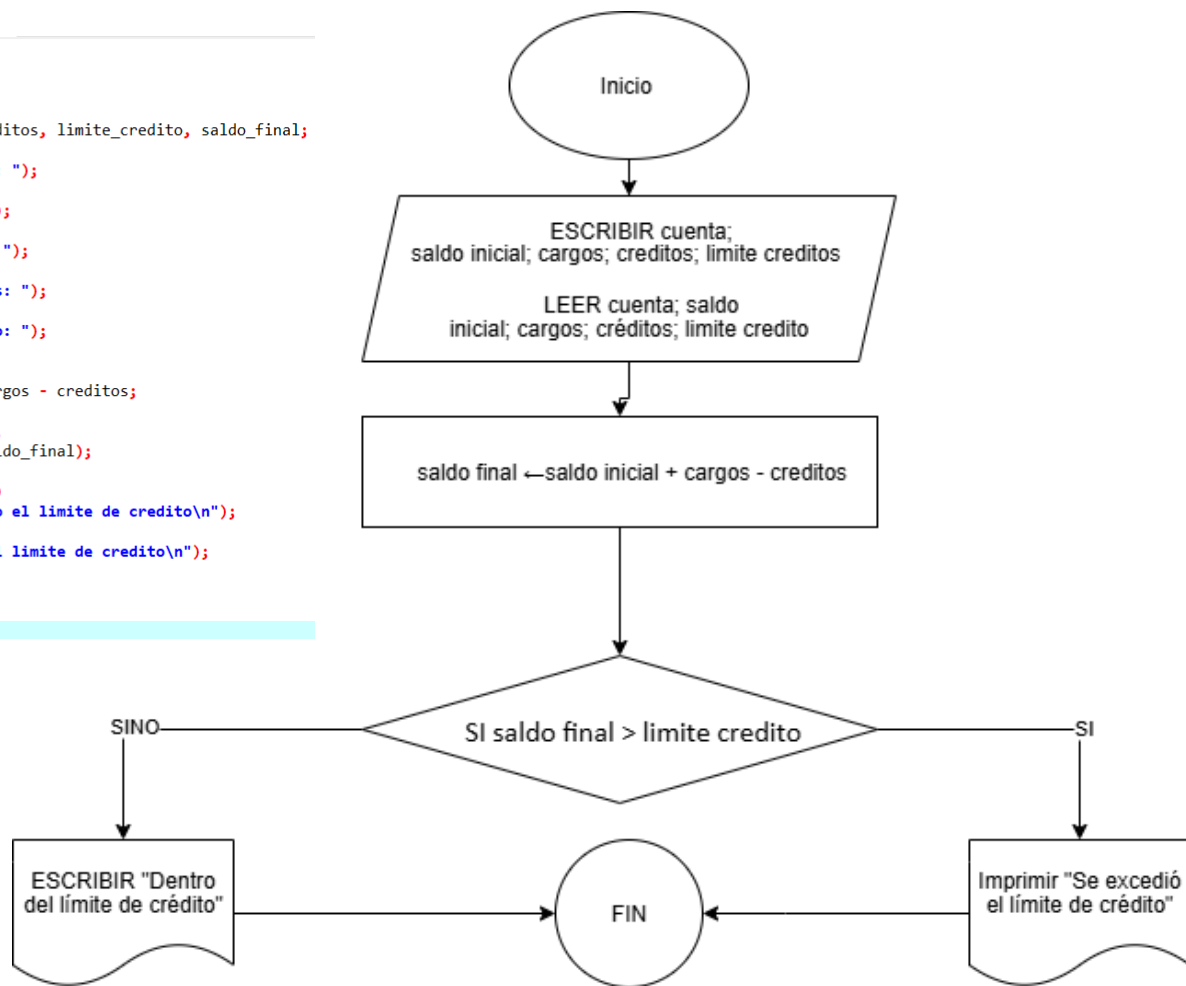 ditos, limite_credito, saldo_final;
");
);
");
s: ");
o: ");
rgos - creditos;
do_final);
)
o el limite de credito\n");
l limite de credito\n");
Inicio
ESCRIBIR cuenta;
saldo inicial; cargos; creditos; limite creditos
LEER cuenta; saldo
inicial; cargos; créditos; limite credito
saldo final ←saldo inicial + cargos - creditos
SI saldo final > limite credito
SINO
SI
ESCRIBIR "Dentro
del límite de crédito"
FIN
Imprimir "Se excedió
el límite de crédito"